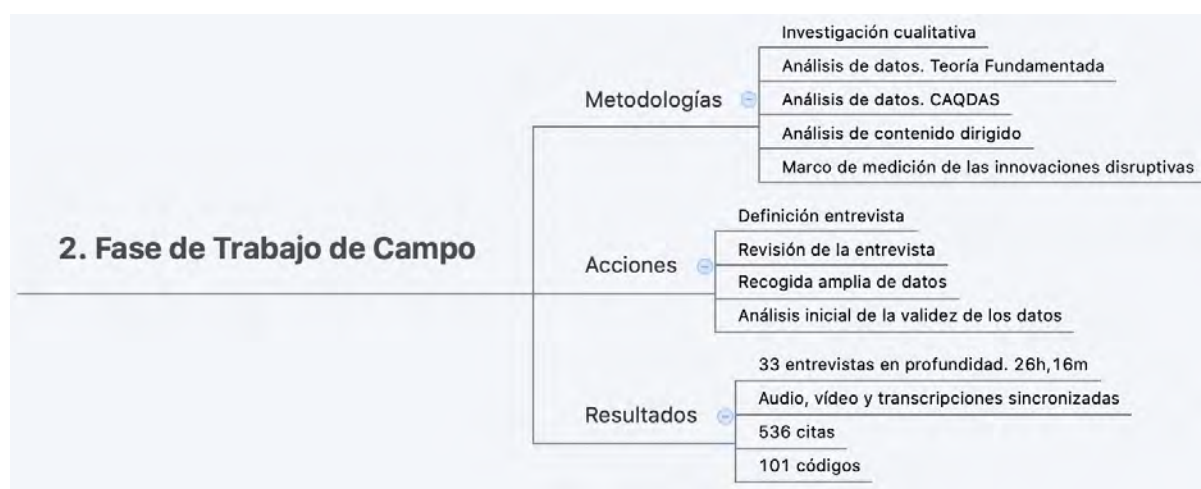 2. Fase de Trabajo de Campo
Metodologías
Investigación cualitativa
Análisis de datos. Teoría Fundamentada
Análisis de datos. CAQDAS
Análisis de contenido dirigido
Marco de medición de las innovaciones disruptivas
Acciones
Definición entrevista
Revisión de la entrevista
Recogida amplia de datos
Análisis inicial de la validez de los datos
Resultados
33 entrevistas en profundidad. 26h,16m
Audio, vídeo y transcripciones sincronizadas
536 citas
101 códigos